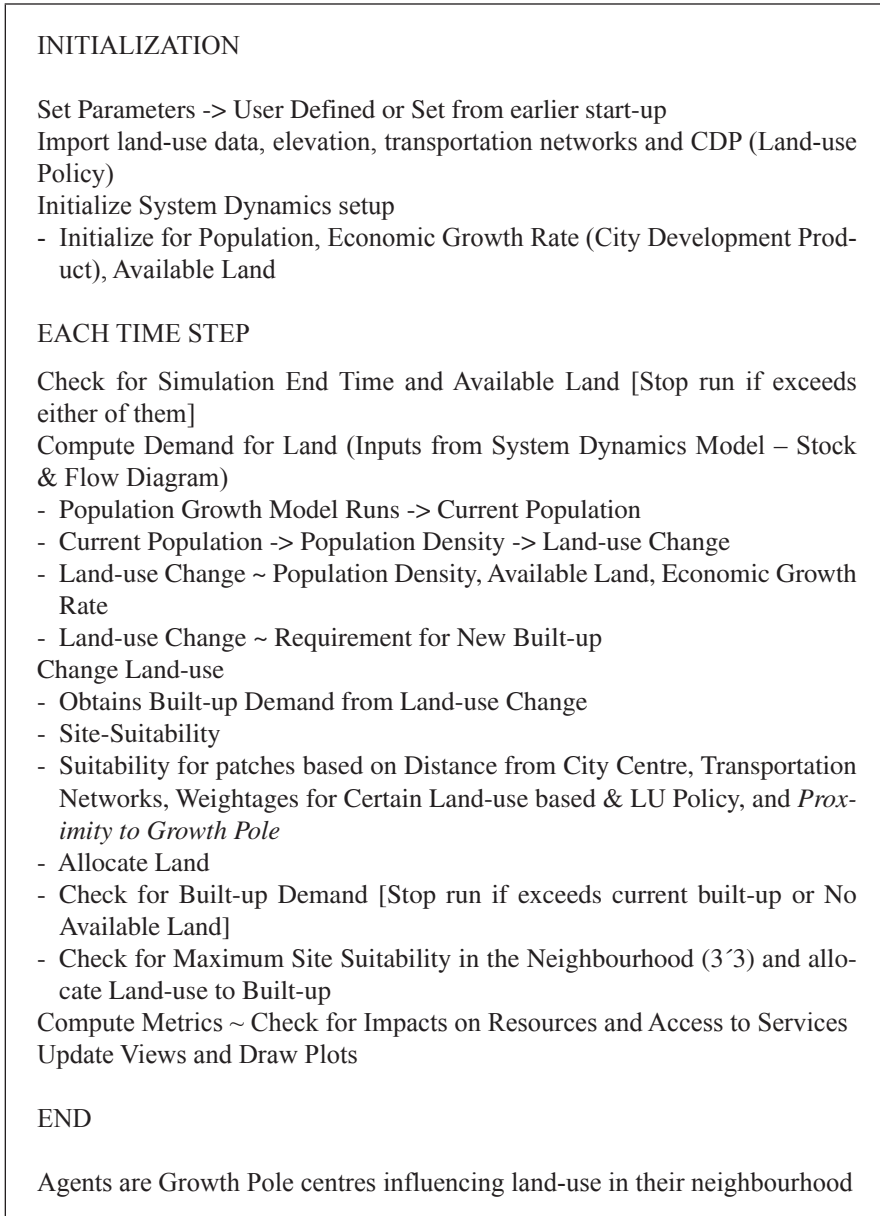 INITIALIZATION
Set Parameters -> User Defined or Set from earlier start-up
Import land-use data, elevation, transportation networks and CDP (Land-use
Policy)
Initialize System Dynamics setup
- Initialize for Population, Economic Growth Rate (City Development Prod-
uct), Available Land
EACH TIME STEP
Check for Simulation End Time and Available Land [Stop run if exceeds
either of them]
Compute Demand for Land (Inputs from System Dynamics Model – Stock
& Flow Diagram)
- Population Growth Model Runs -> Current Population
- Current Population -> Population Density -> Land-use Change
- Land-use Change ~ Population Density, Available Land, Economic Growth
Rate
- Land-use Change ~ Requirement for New Built-up
Change Land-use
- Obtains Built-up Demand from Land-use Change
- Site-Suitability
- Suitability for patches based on Distance from City Centre, Transportation
Networks, Weightages for Certain Land-use based & LU Policy, and Prox-
imity to Growth Pole
- Allocate Land
- Check for Built-up Demand [Stop run if exceeds current built-up or No
Available Land]
- Check for Maximum Site Suitability in the Neighbourhood (3´3) and allo-
cate Land-use to Built-up
Compute Metrics ~ Check for Impacts on Resources and Access to Services
Update Views and Draw Plots
END
Agents are Growth Pole centres influencing land-use in their neighbourhood